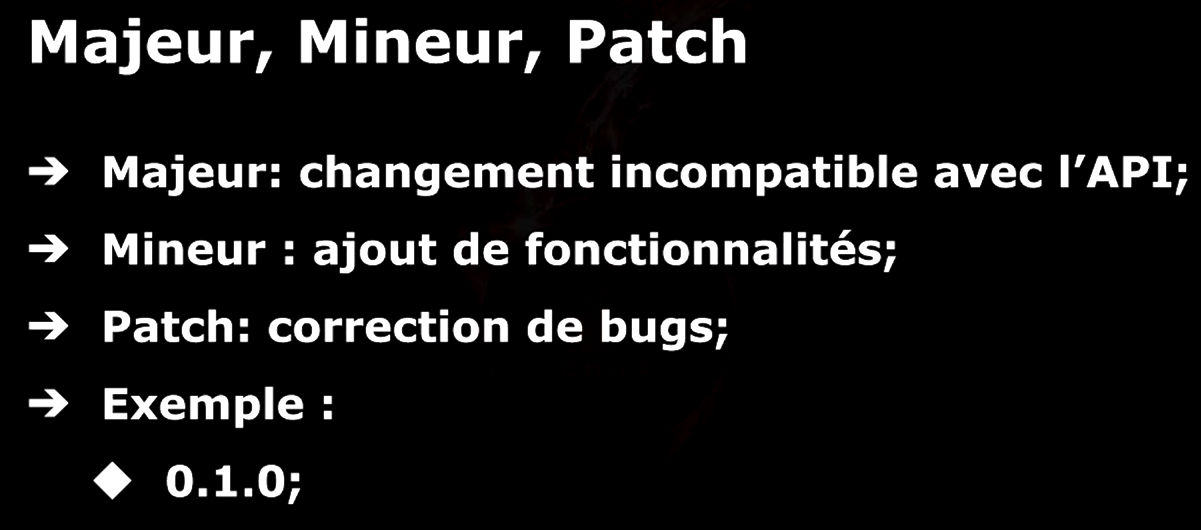 Majeur, Mineur, Patch
➔ Majeur: changement incompatible avec l’API;
➔ Mineur : ajout de fonctionnalités;
➔ Patch: correction de bugs;
➔ Exemple :
◆ 0.1.0;